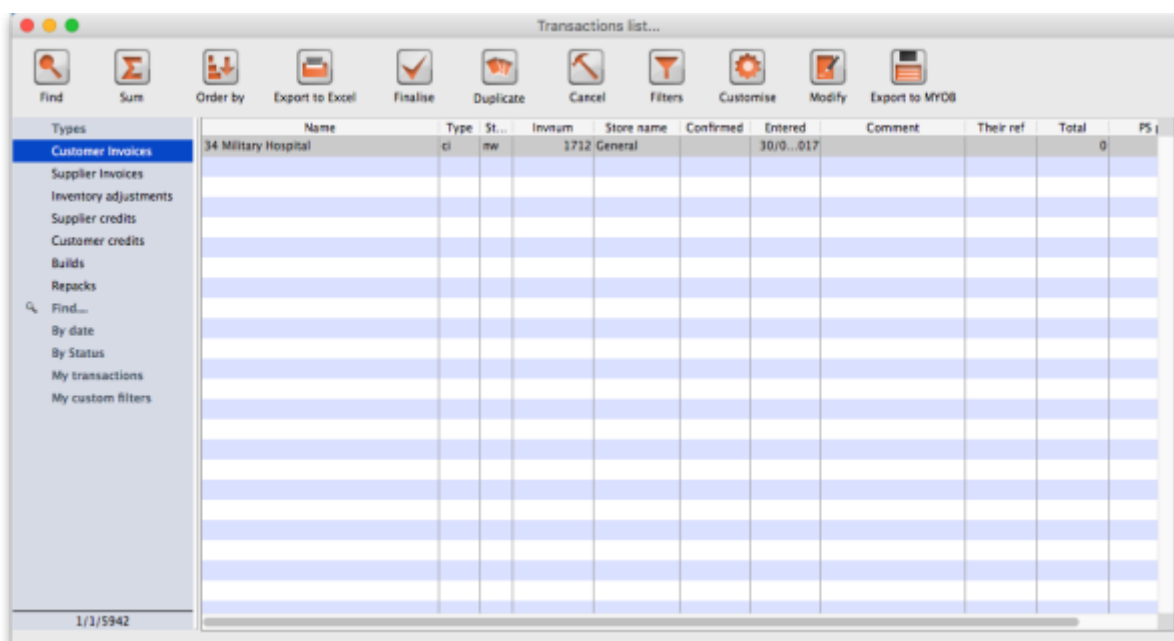 Transactions list...
Find Sum Order by Export to Excel Finalise Duplicate Cancel Filters Customise Modify Export to MYOB
Types
Customer Invoices
Supplier Invoices
Inventory adjustments
Supplier credits
Customer credits
Builds
Repacks
Find...
By date
By Status
My transactions
My custom filters
1/1/5942
Name Type St... Invnum Store name Confirmed Entered Comment Their ref Total PS
34 Military Hospital ci nw 1712 General 30/0...017 0